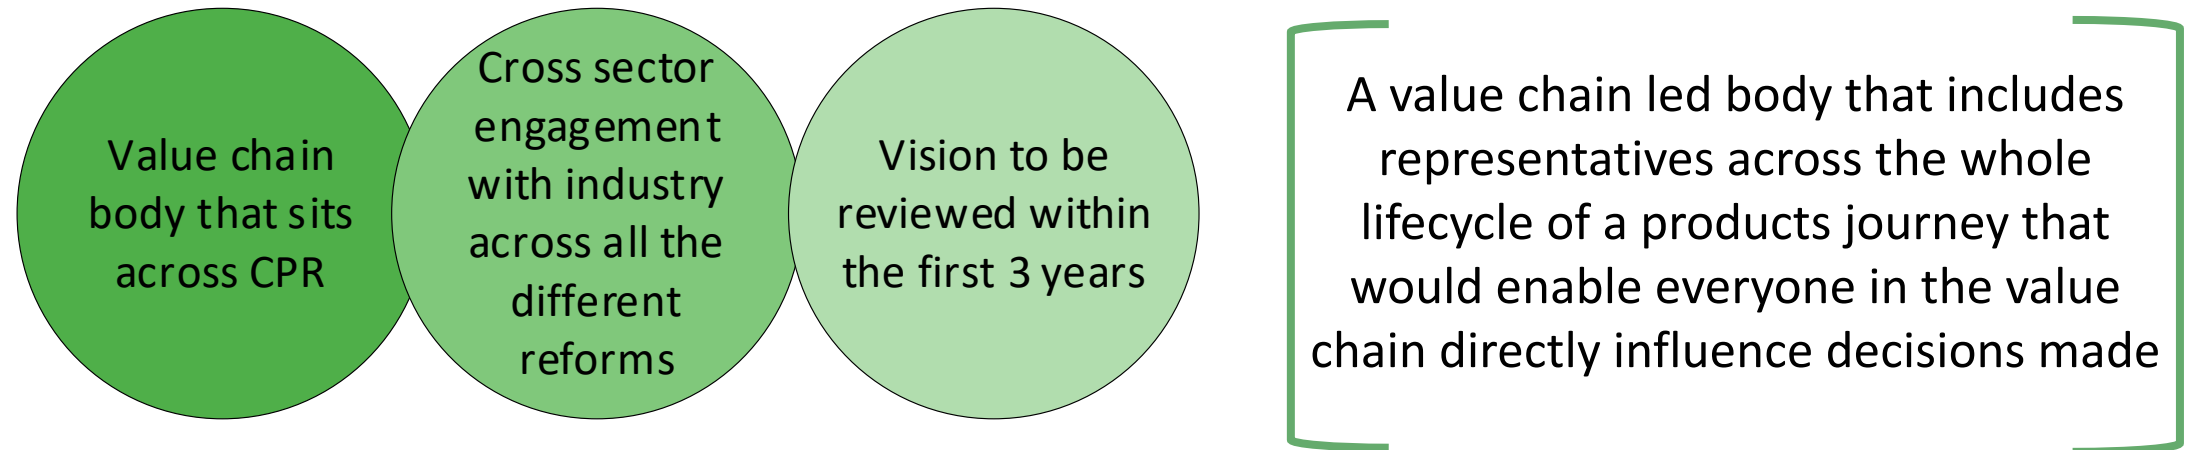 Value chain
body that sits
across CPR
Cross sector
engagement
with industry
across all the
different
reforms
Vision to be
reviewed within
the first 3 years
A value chain led body that includes
representatives across the whole
lifecycle of a products journey that
would enable everyone in the value
chain directly influence decisions made